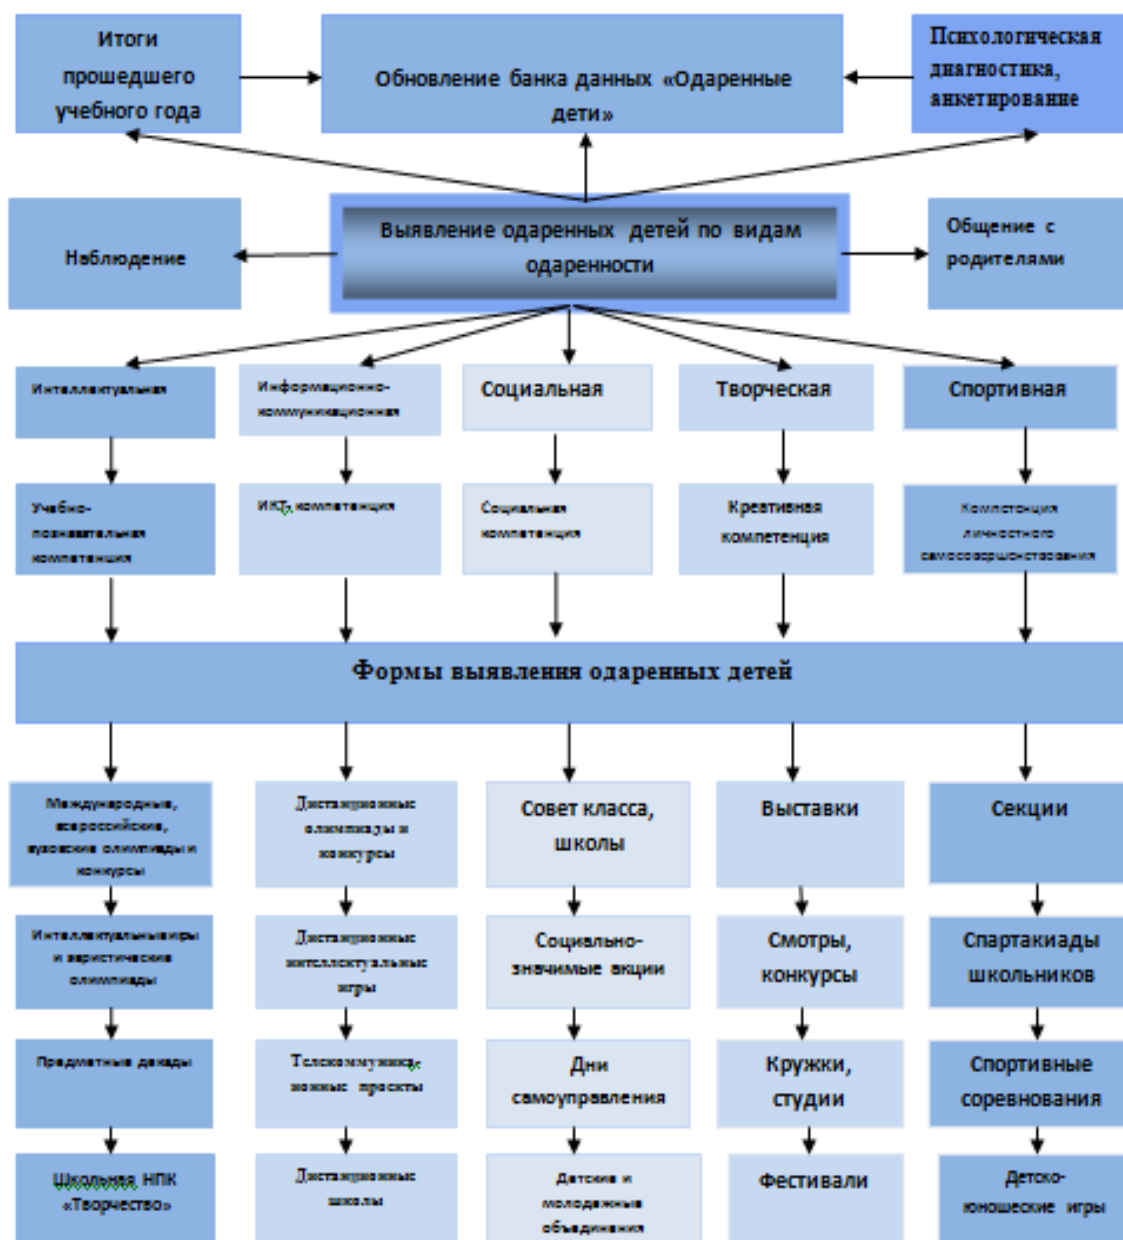 Итоги
прошедшего
учебного года
Обновление банка данных «Одаренные
дети»
Психологическая
диагностика,
анкетирование
Наблюдение
Выявление одаренных детей по видам
одаренности
Общение с
родителями
Интеллектуальная
Информационно-
коммуникационная
Социальная
Творческая
Спортивная
Учебно-
познавательная
компетенция
ИКТ, компетенция
Социальная
компетенция
Креативная
компетенция
Компетенция
личностного
самосовершенствования
Формы выявления одаренных детей
Международные,
всероссийские,
вузовские олимпиады и
конкурсы
Дистанционные
олимпиады и
конкурсы
Совет класса,
школы
Выставки
Секции
Интеллектуальные игры
и эвристические
олимпиады
Дистанционные
интеллектуальные
игры
Социально-
значимые акции
Смотры,
конкурсы
Спартакиады
школьников
Предметные декады
Телекоммуника-
ионные проекты
Дни
самоуправления
Кружки,
студии
Спортивные
соревнования
Школьная НПК
«Творчество»
Дистанционные
школы
Детские и
молодежные
объединения
Фестивали
Детско-
юношеские игры